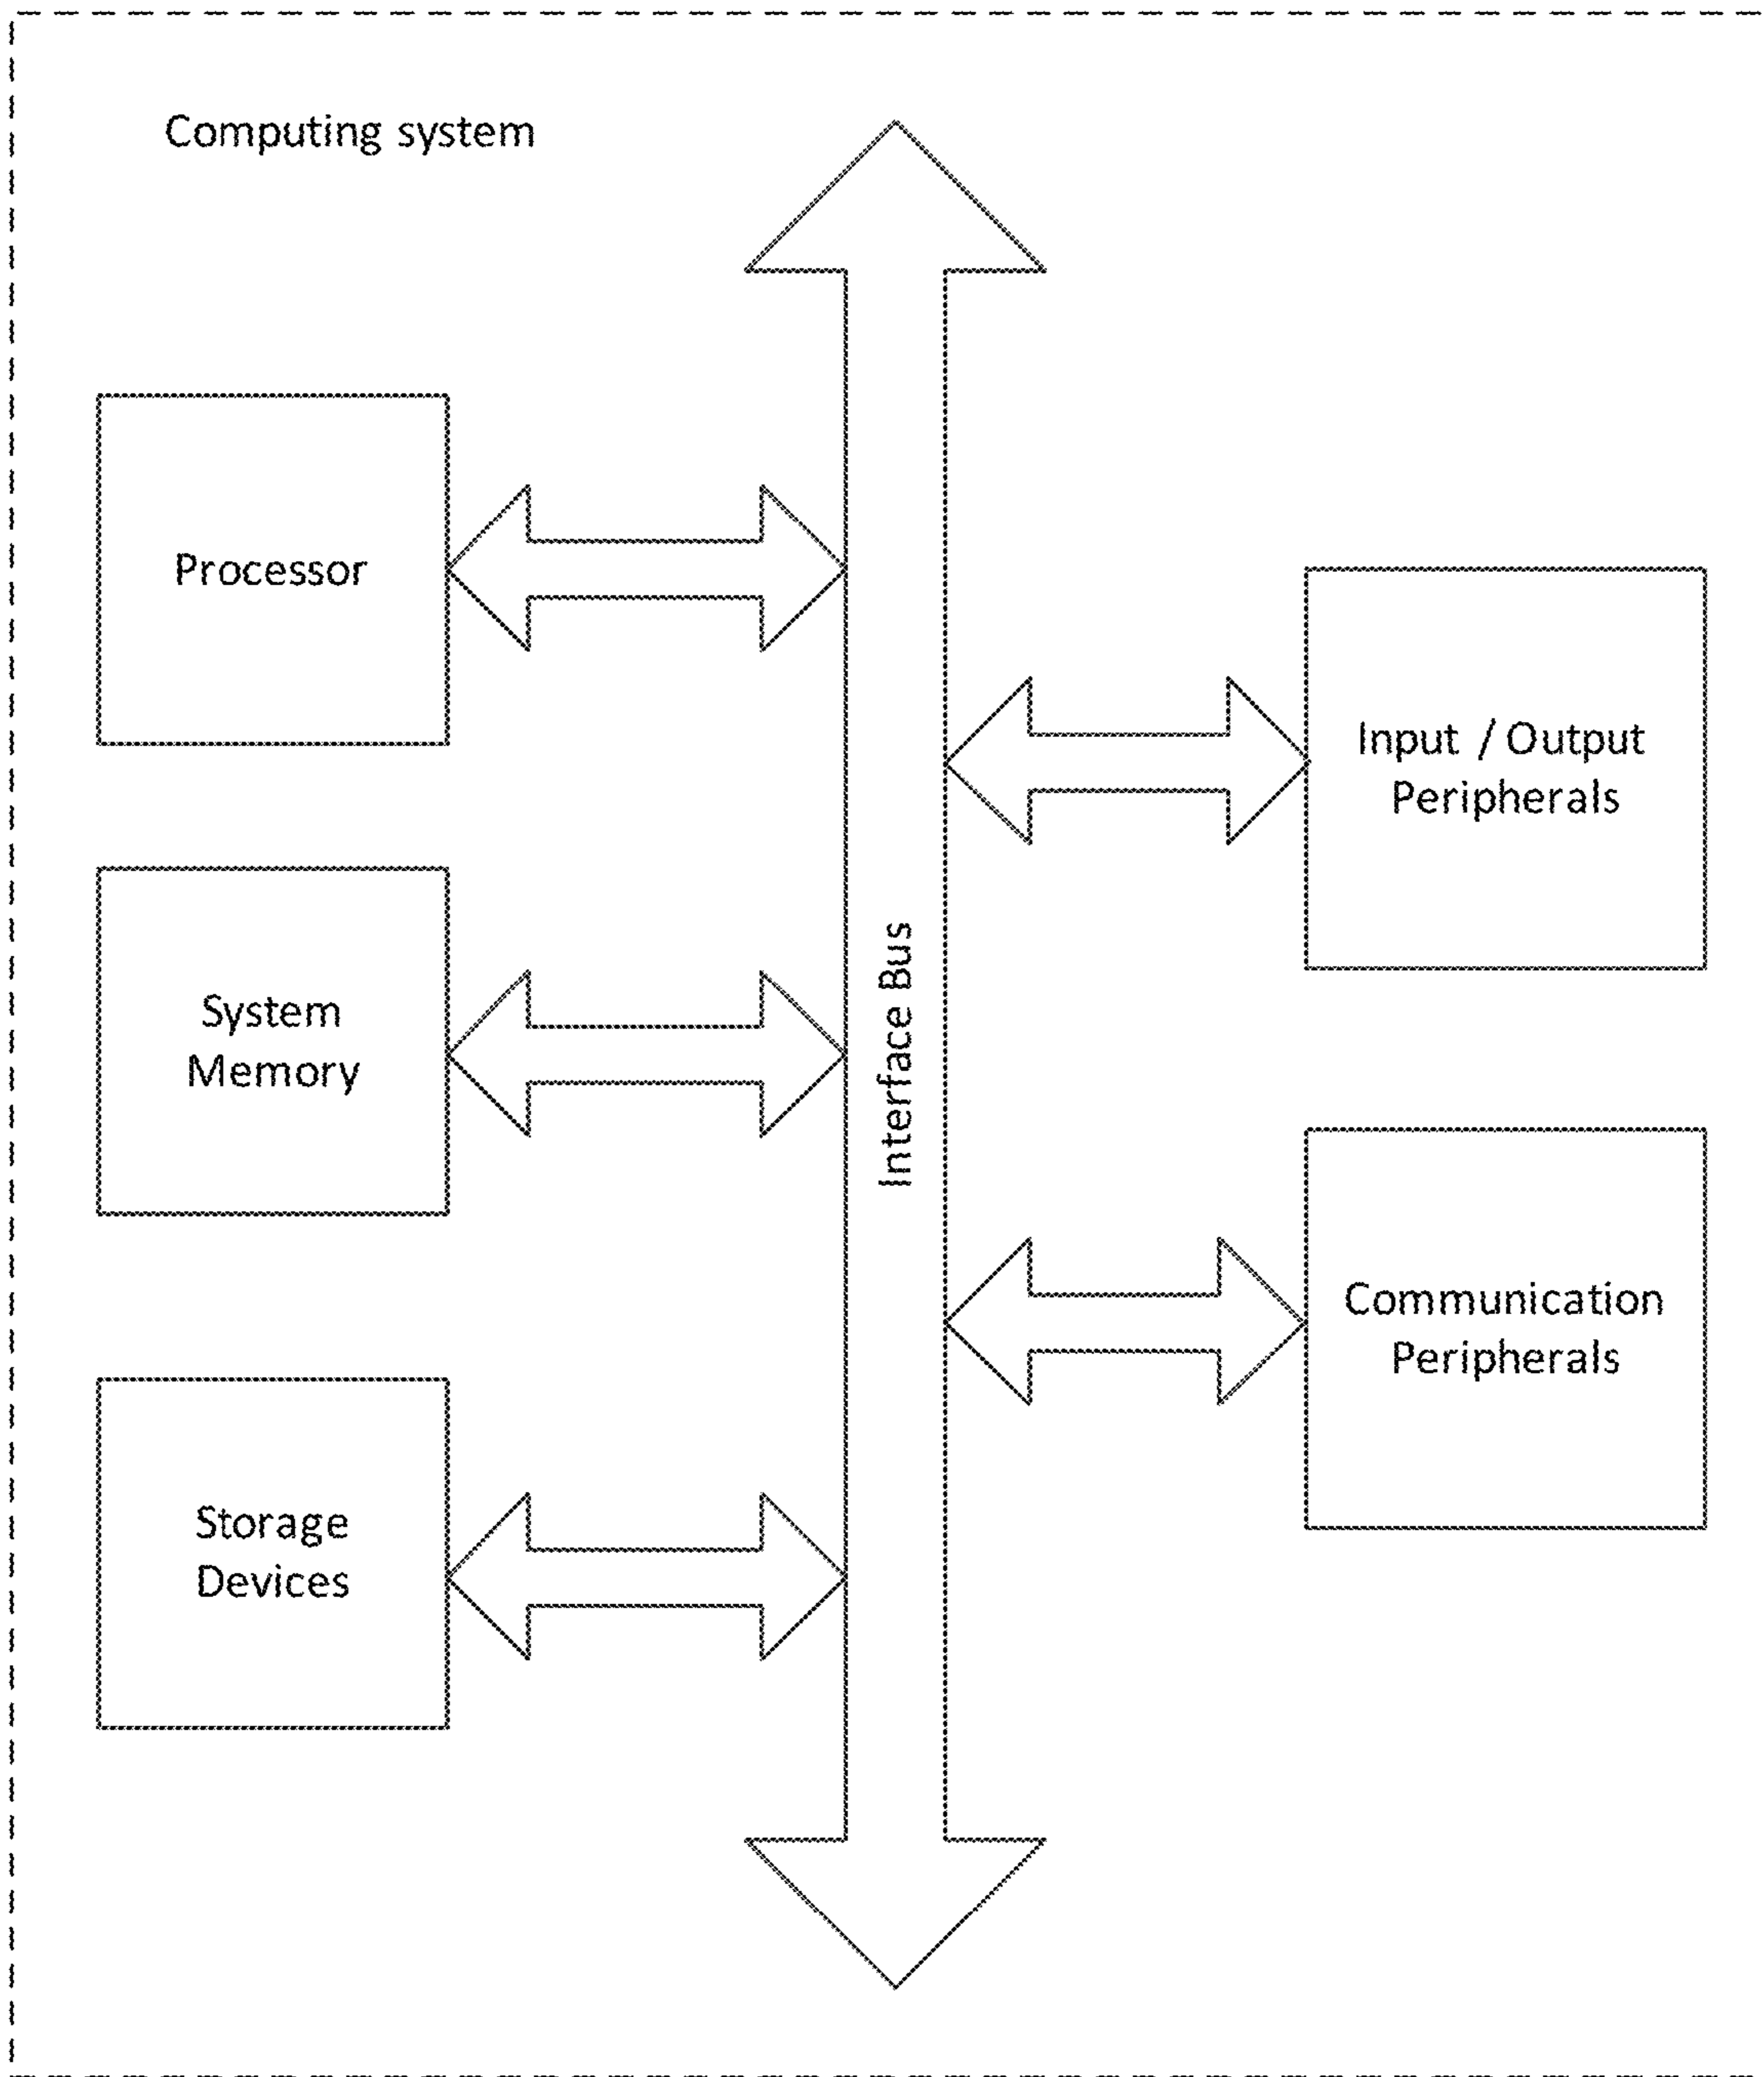 Computing system
Processor
Input / Output
Peripherals
System
Memory
Interface Bus
Communication
Peripherals
Storage
Devices